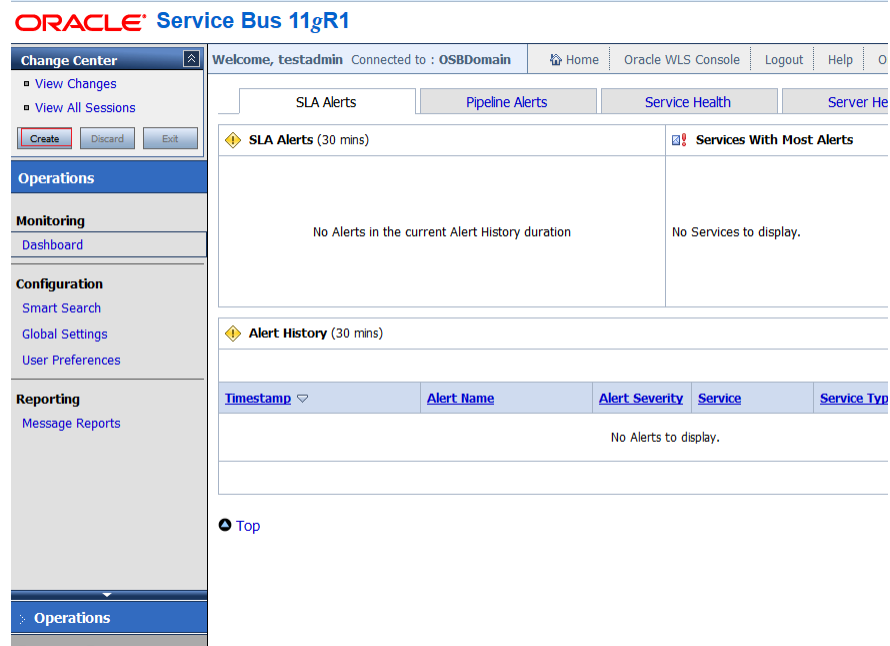 ORACLE Service Bus 11gR1
Change Center
View Changes
View All Sessions
Create Discard Exit
Operations
Monitoring
Dashboard
Configuration
Smart Search
Global Settings
User Preferences
Reporting
Message Reports
Operations
Welcome, testadmin Connected to : OSBDomain Home Oracle WLS Console Logout Help O
SLA Alerts Pipeline Alerts Service Health Server He
SLA Alerts (30 mins) Services With Most Alerts
No Alerts in the current Alert History duration No Services to display.
Alert History (30 mins)
Timestamp Alert Name Alert Severity Service Service Typ
No Alerts to display.
Top